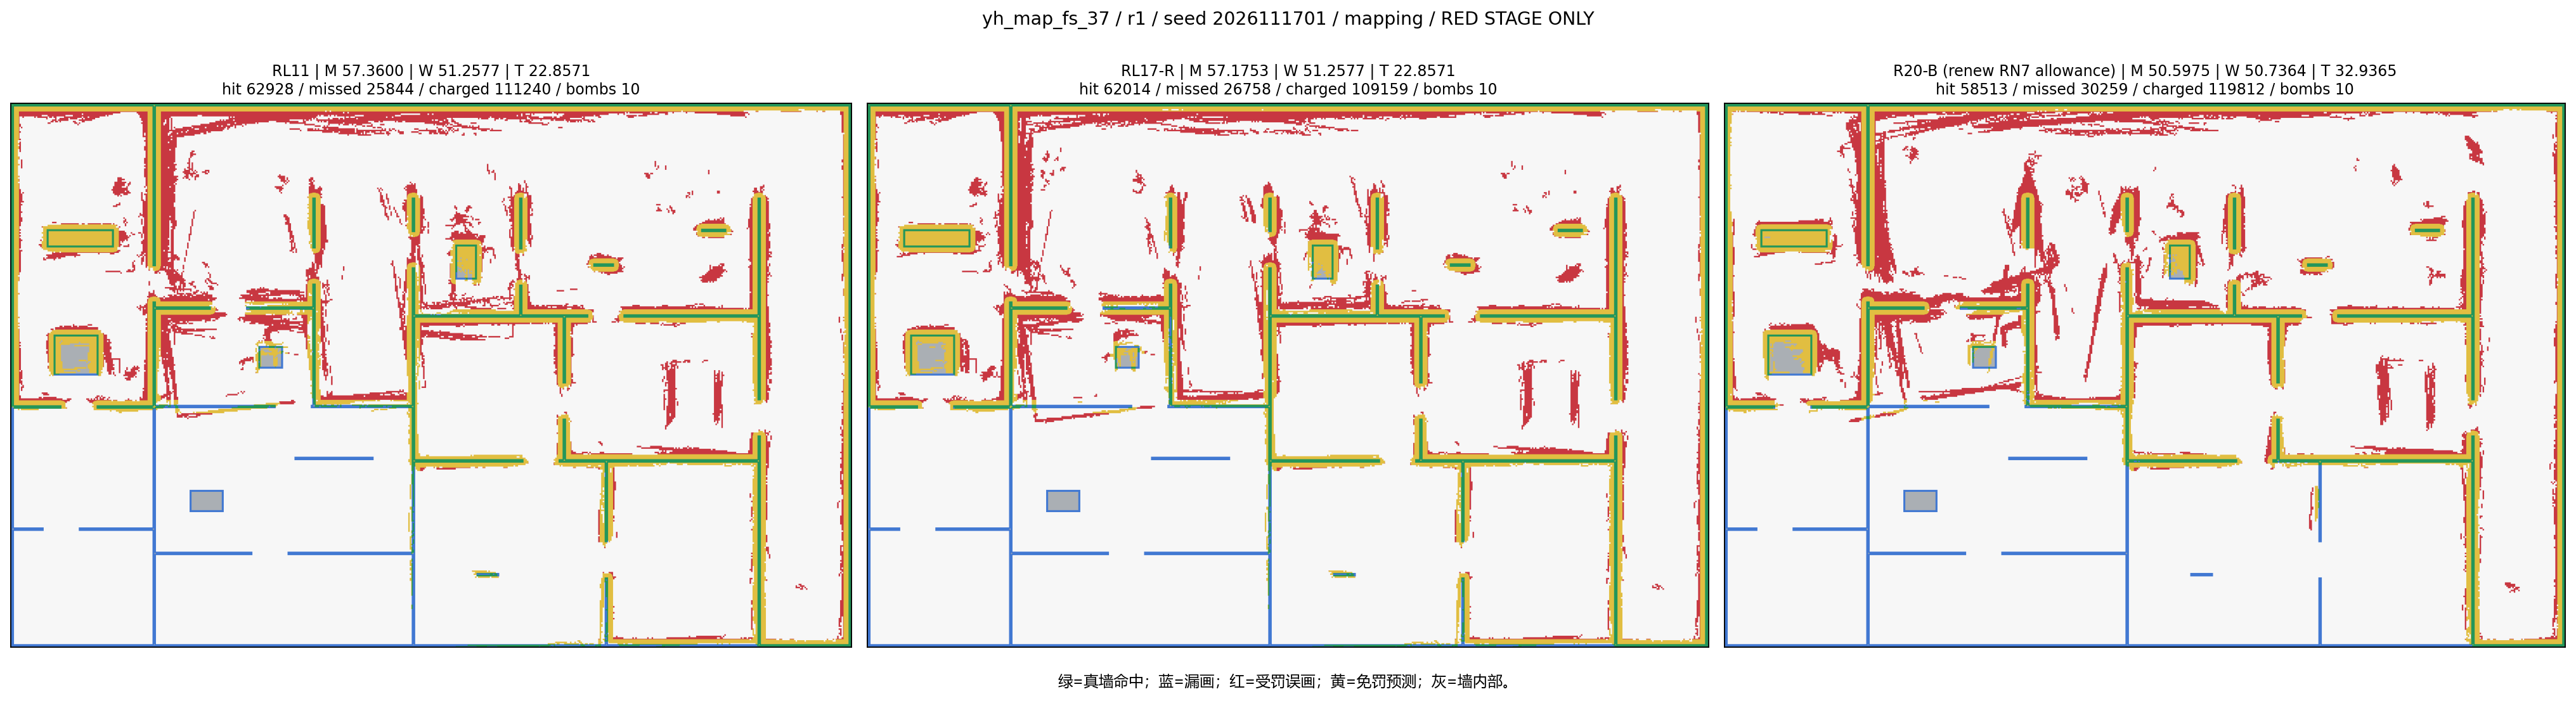 yh_map_fs_37 / r1 / seed 2026111701 / mapping / RED STAGE ONLY
RL11 | M 57.3600 | W 51.2577 | T 22.8571
hit 62928 / missed 25844 / charged 111240 / bombs 10
RL17-R | M 57.1753 | W 51.2577 | T 22.8571
hit 62014 / missed 26758 / charged 109159 / bombs 10
R20-B (renew RN7 allowance) | M 50.5975 | W 50.7364 | T 32.9365
hit 58513 / missed 30259 / charged 119812 / bombs 10
绿=真墙命中；蓝=漏画；红=受罚误画；黄=免罚预测；灰=墙内部。